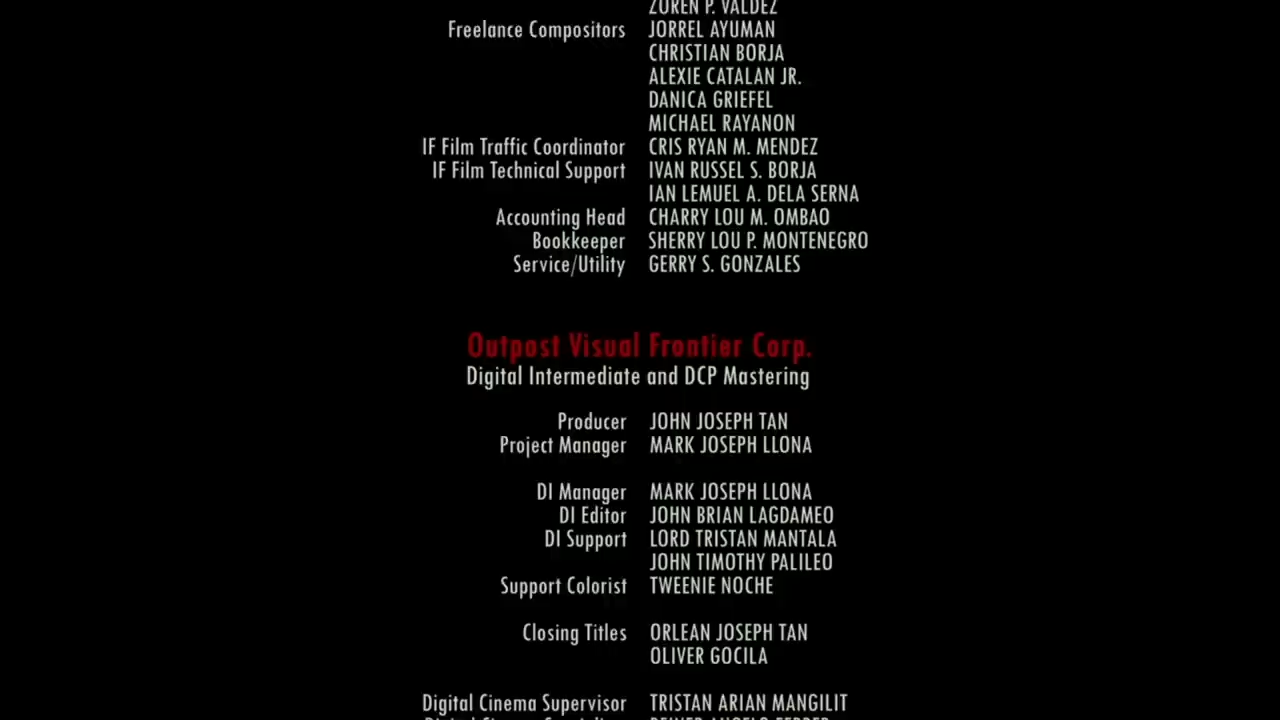 ZOREN P. VALDEZ
Freelance Compositors JORREL AYUMAN
CHRISTIAN BORJA
ALEXIE CATALAN JR.
DANICA GRIEFEL
MICHAEL RAYANON
IF Film Traffic Coordinator CRIS RYAN M. MENDEZ
IF Film Technical Support IVAN RUSSEL S. BORJA
IAN LEMUEL A. DELA SERNA
Accounting Head CHARRY LOU M. OMBAO
Bookkeeper SHERRY LOU P. MONTENEGRO
Service/Utility GERRY S. GONZALES
Outpost Visual Frontier Corp.
Digital Intermediate and DCP Mastering
Producer JOHN JOSEPH TAN
Project Manager MARK JOSEPH LLONA
DI Manager MARK JOSEPH LLONA
DI Editor JOHN BRIAN LAGDAMEO
DI Support LORD TRISTAN MANTALA
JOHN TIMOTHY PALILEO
Support Colorist TWEENIE NOCHE
Closing Titles ORLEAN JOSEPH TAN
OLIVER GOCILA
Digital Cinema Supervisor TRISTAN ARIAN MANGILIT
Digital Cinema